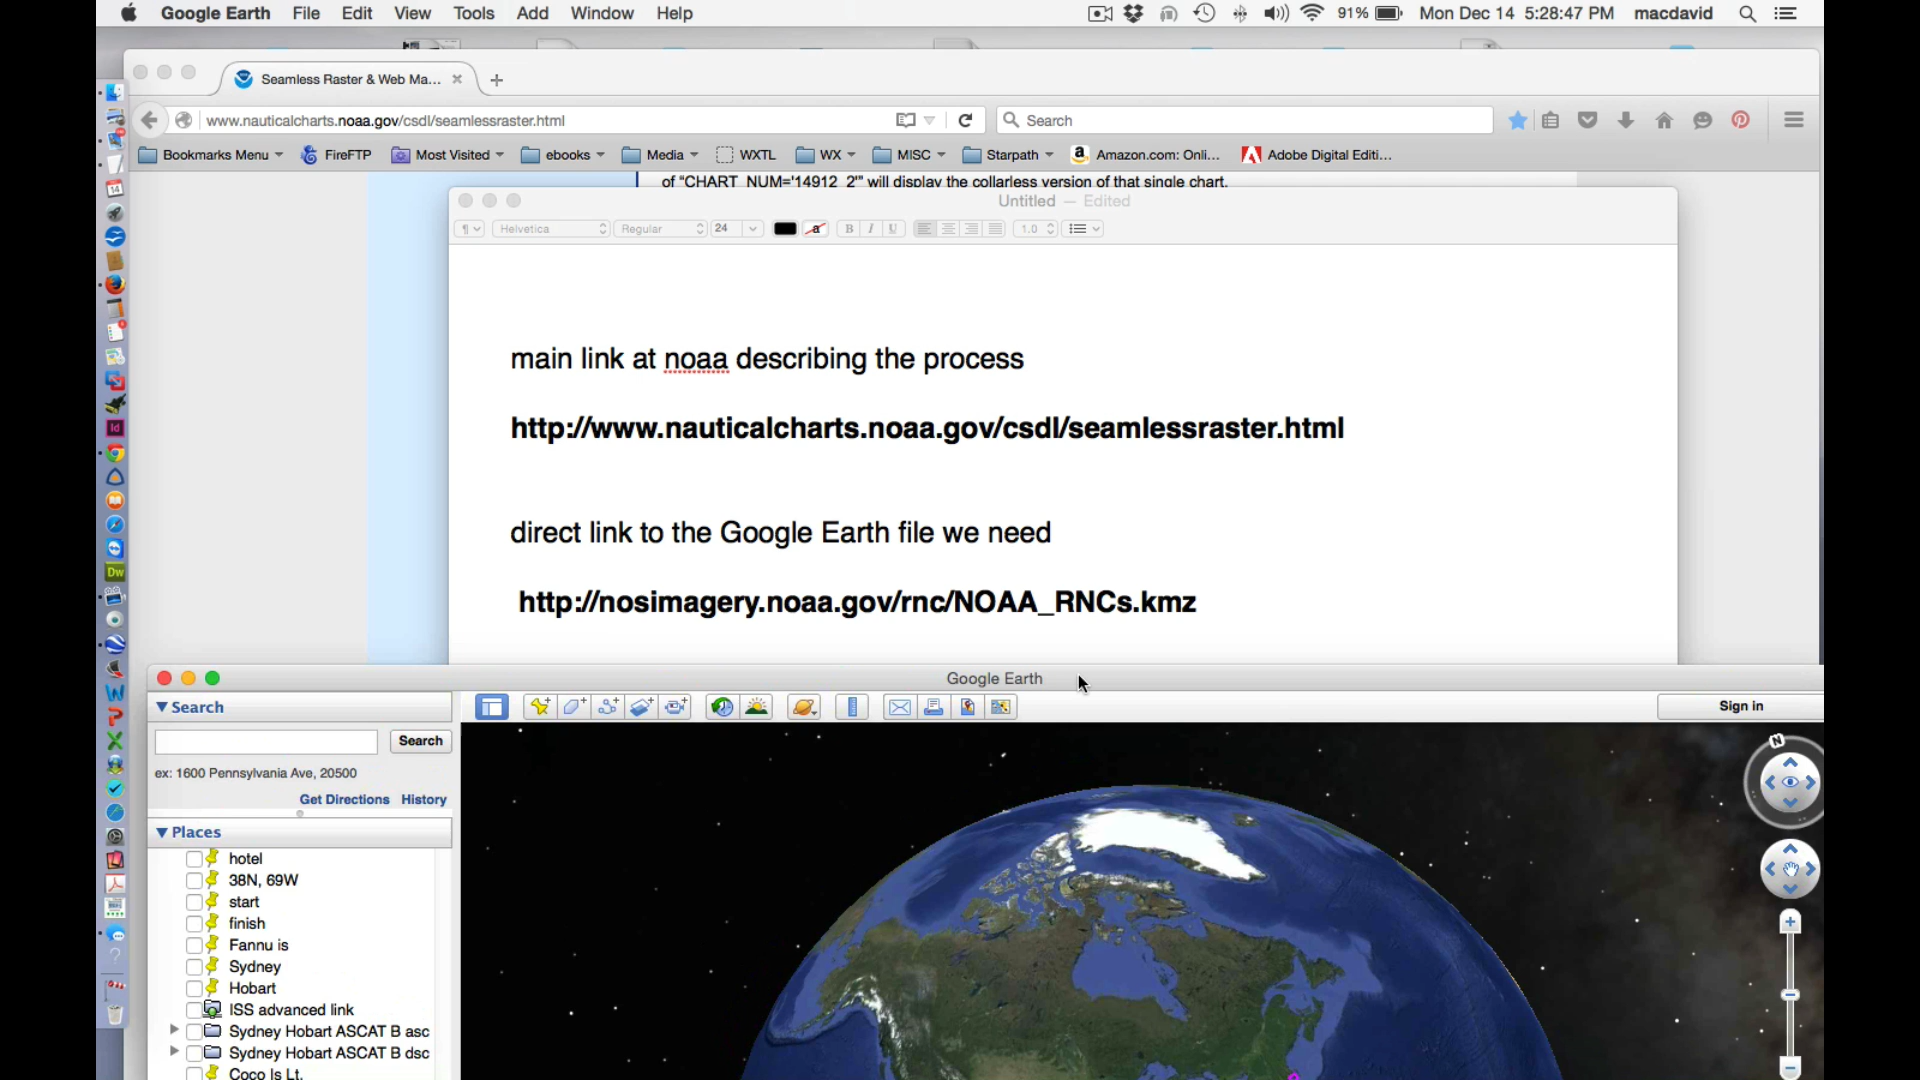 Google Earth File Edit View Tools Add Window Help 91% Mon Dec 14 5:28:47 PM macdavid
Seamless Raster & Web Ma...
www.nauticalcharts.noaa.gov/csdl/seamlessraster.html Search
Bookmarks Menu FireFTP Most Visited ebooks Media WXTL WX MISC Starpath Amazon.com: Onli... Adobe Digital Editi...
of "CHART_NUM='14912_2'" will display the collarless version of that single chart.
Untitled — Edited
Helvetica Regular 24 a B I U 1.0
main link at noaa describing the process
http://www.nauticalcharts.noaa.gov/csdl/seamlessraster.html
direct link to the Google Earth file we need
http://nosimagery.noaa.gov/rnc/NOAA_RNCs.kmz
Google Earth
Search
Sign in
Search
ex: 1600 Pennsylvania Ave, 20500
Get Directions History
Places
hotel
38N, 69W
start
finish
Fannu is
Sydney
Hobart
ISS advanced link
Sydney Hobart ASCAT B asc
Sydney Hobart ASCAT B dsc
Coco Is Lt.
N
14
Id
Dw